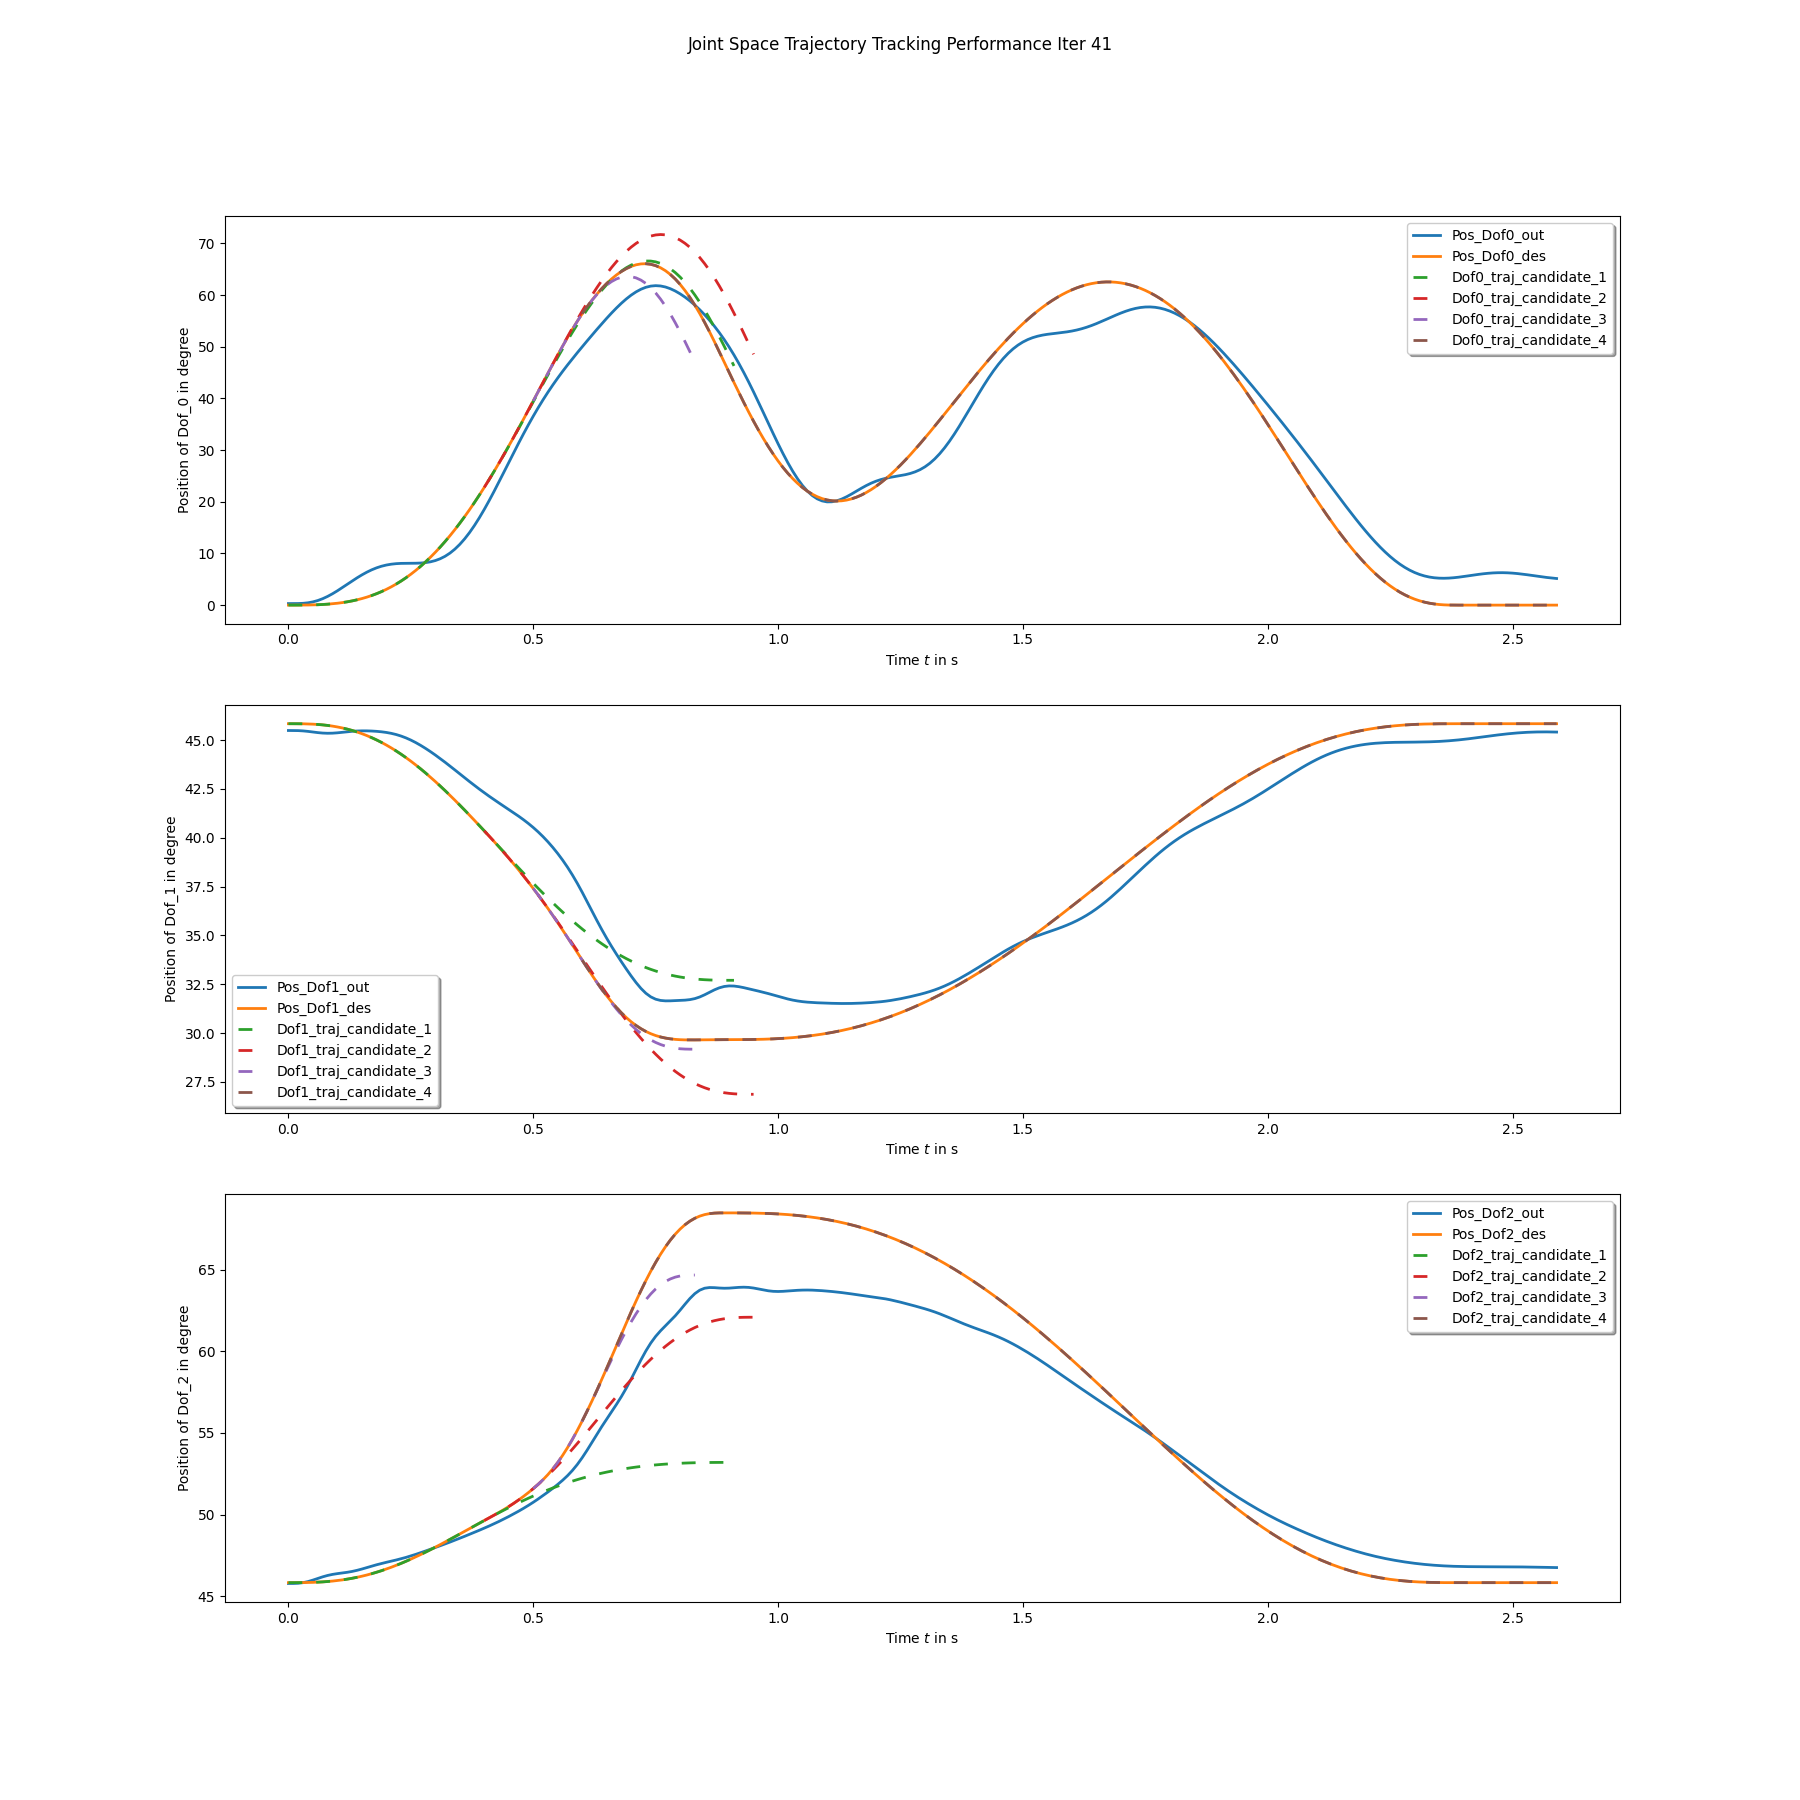 Joint Space Trajectory Tracking Performance Iter 41
Position of Dof_0 in degree
70
60
50
40
30
20
10
0
Pos_Dof0_out
Pos_Dof0_des
Dof0_traj_candidate_1
Dof0_traj_candidate_2
Dof0_traj_candidate_3
Dof0_traj_candidate_4
0.0 0.5 1.0 1.5 2.0 2.5
Time t in s
Position of Dof_1 in degree
45.0
42.5
40.0
37.5
35.0
32.5
30.0
27.5
Pos_Dof1_out
Pos_Dof1_des
Dof1_traj_candidate_1
Dof1_traj_candidate_2
Dof1_traj_candidate_3
Dof1_traj_candidate_4
0.0 0.5 1.0 1.5 2.0 2.5
Time t in s
Position of Dof_2 in degree
65
60
55
50
45
Pos_Dof2_out
Pos_Dof2_des
Dof2_traj_candidate_1
Dof2_traj_candidate_2
Dof2_traj_candidate_3
Dof2_traj_candidate_4
0.0 0.5 1.0 1.5 2.0 2.5
Time t in s